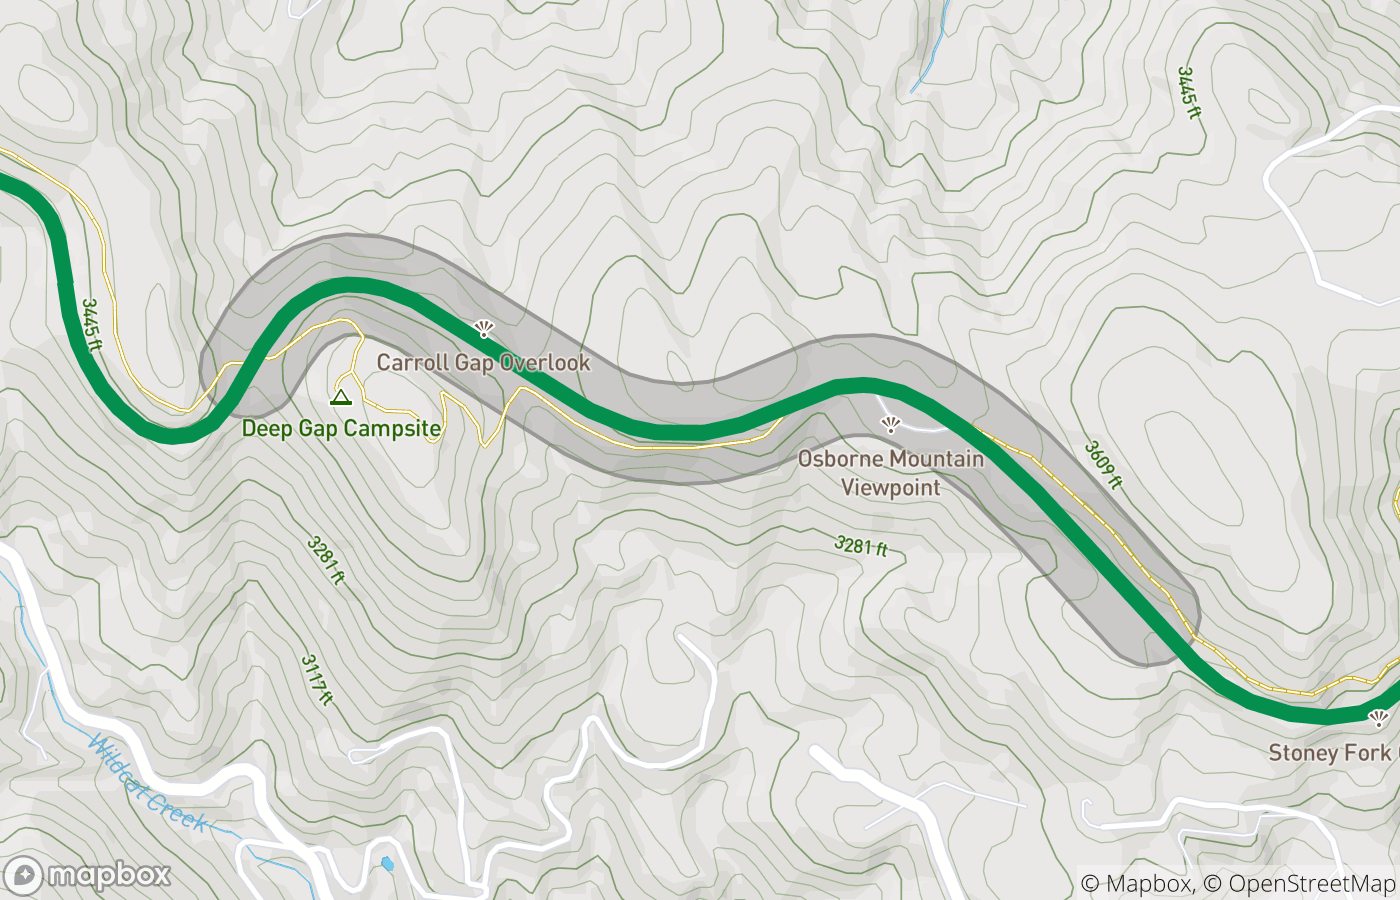 3445 ft
3445 ft
Carroll Gap Overlook
Deep Gap Campsite
Osborne Mountain
Viewpoint
3609 ft
3281 ft
3281 ft
3117 ft
Wildcat Creek
Stoney Fork
mapbox
© Mapbox, © OpenStreetMap